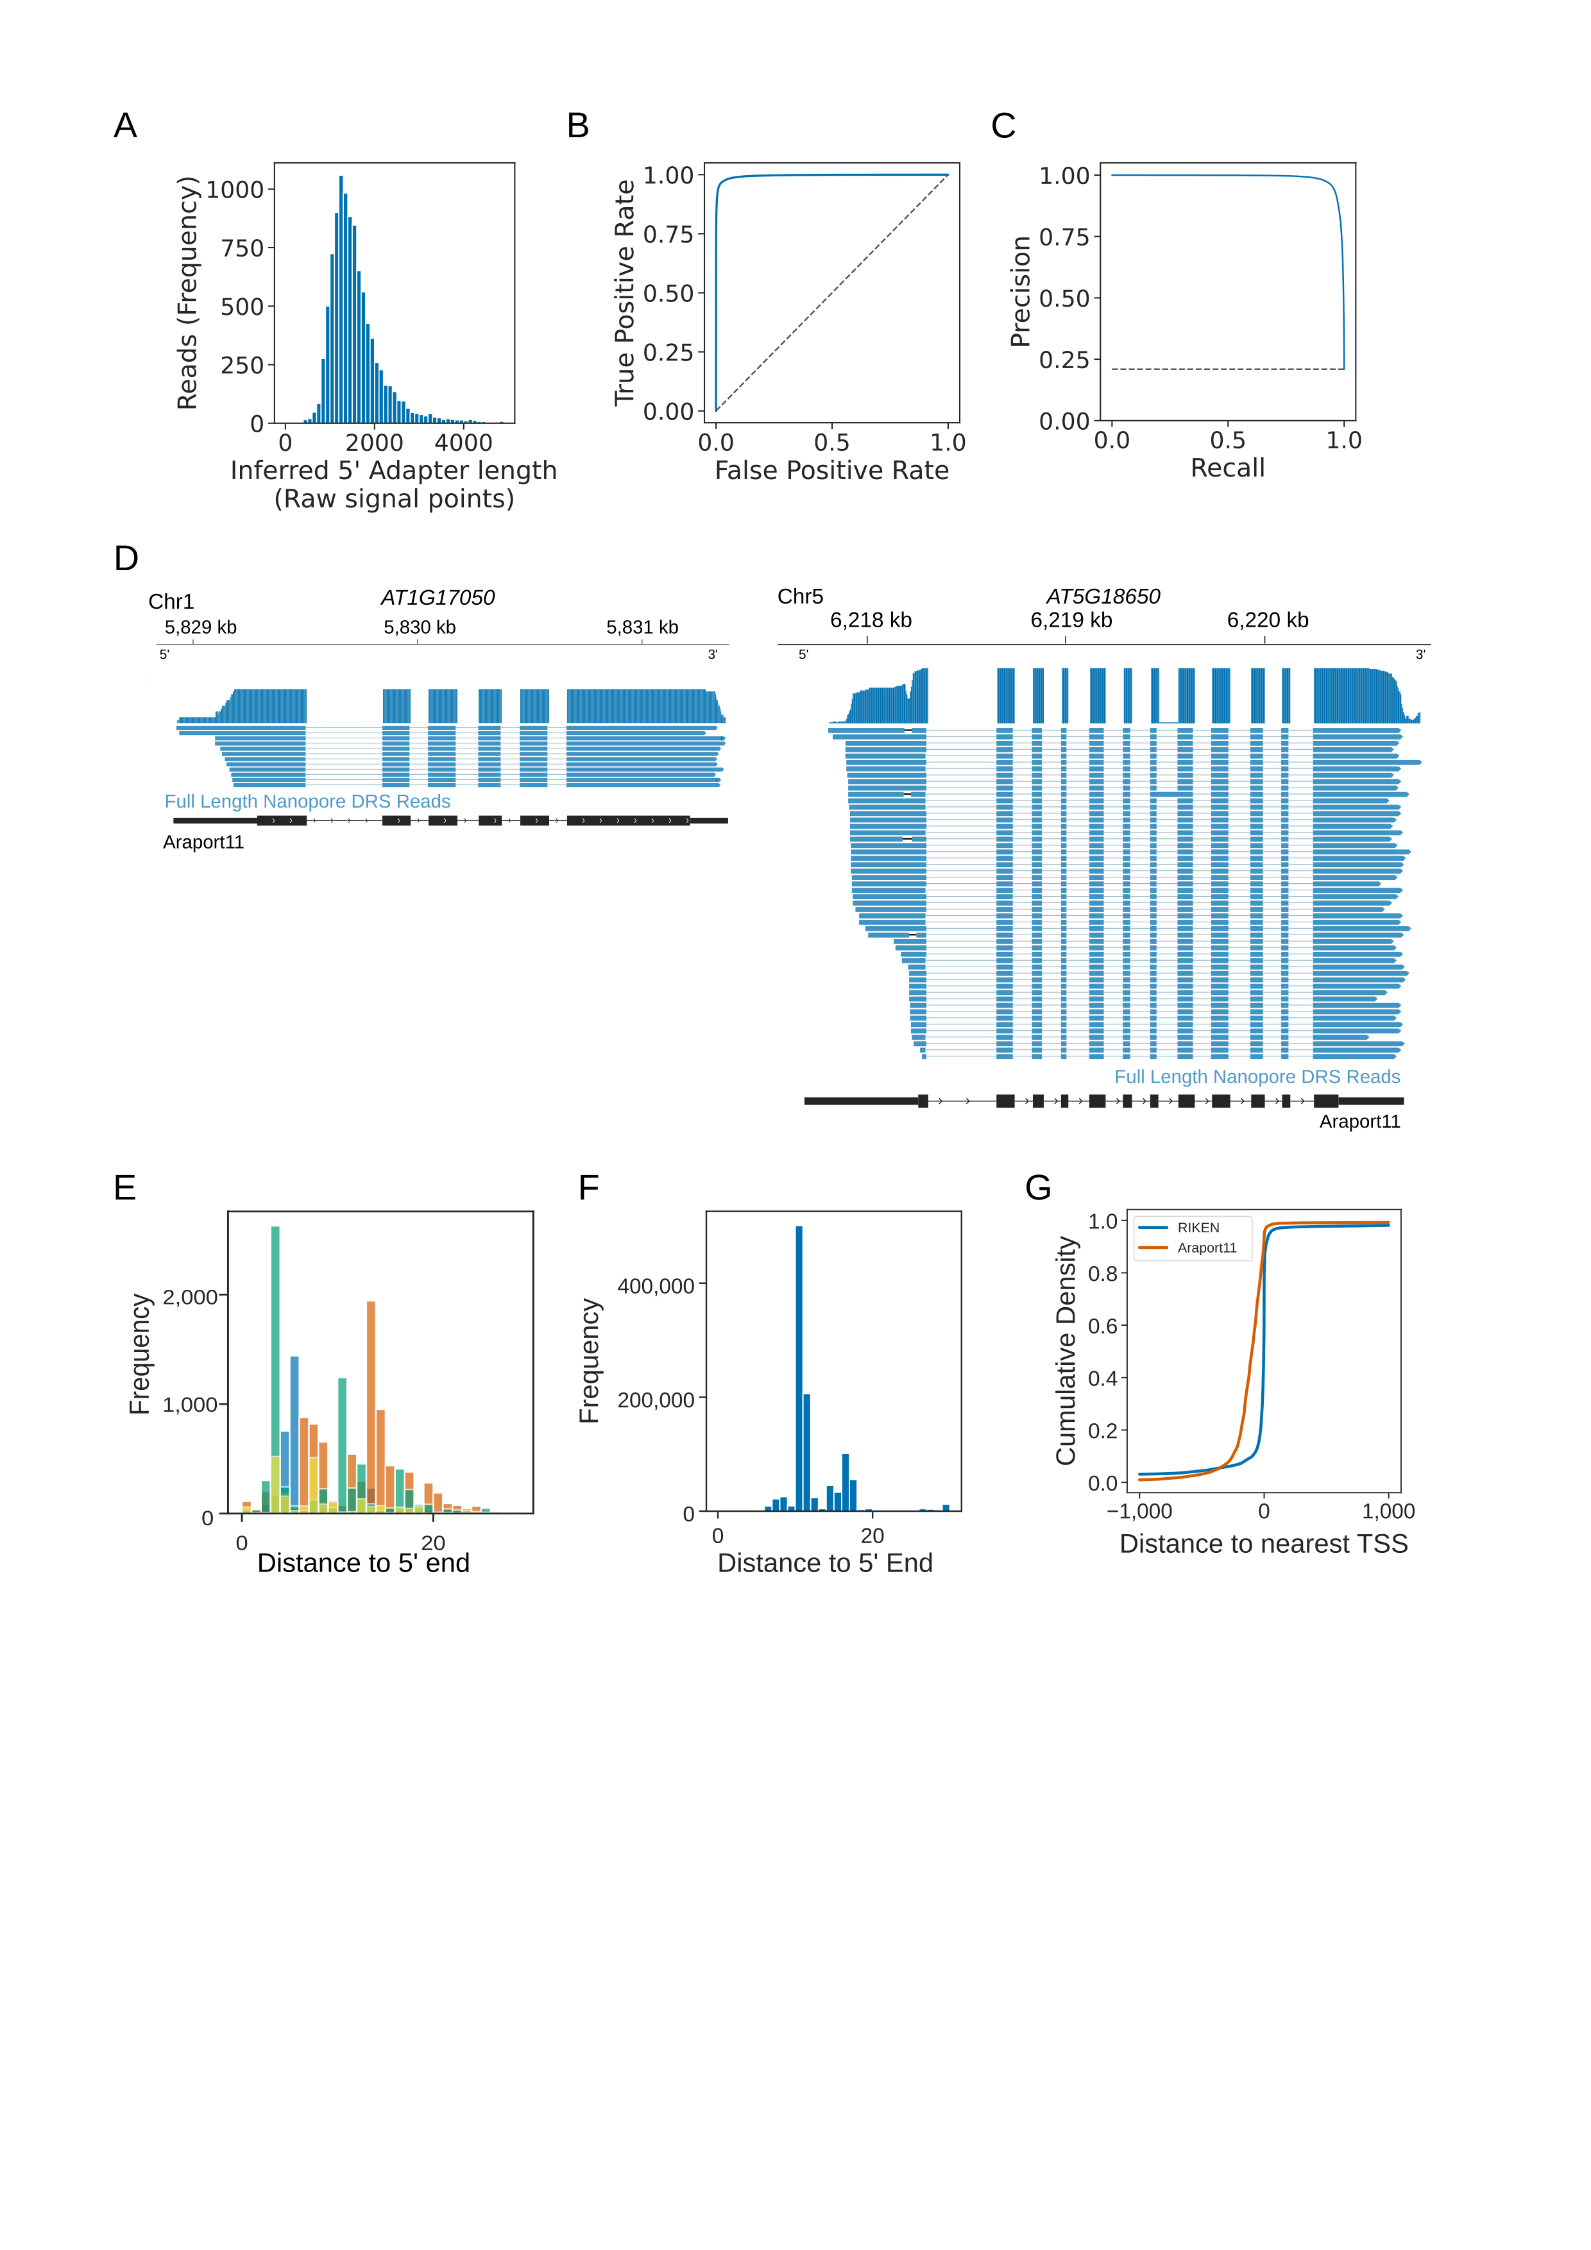 A
Reads (Frequency)
1000
750
500
250
0
0 2000 4000
Inferred 5' Adapter length
(Raw signal points)
B
True Positive Rate
1.00
0.75
0.50
0.25
0.00
0.0 0.5 1.0
False Positive Rate
C
Precision
1.00
0.75
0.50
0.25
0.00
0.0 0.5 1.0
Recall
D
Chr1
AT1G17050
5,829 kb 5,830 kb 5,831 kb
5' 3'
Full Length Nanopore DRS Reads
Araport11
Chr5
AT5G18650
6,218 kb 6,219 kb 6,220 kb
5' 3'
Full Length Nanopore DRS Reads
Araport11
E
Frequency
2,000
1,000
0
0 20
Distance to 5' end
F
Frequency
400,000
200,000
0
0 20
Distance to 5' End
G
Cumulative Density
1.0
0.8
0.6
0.4
0.2
0.0
RIKEN
Araport11
−1,000 0 1,000
Distance to nearest TSS